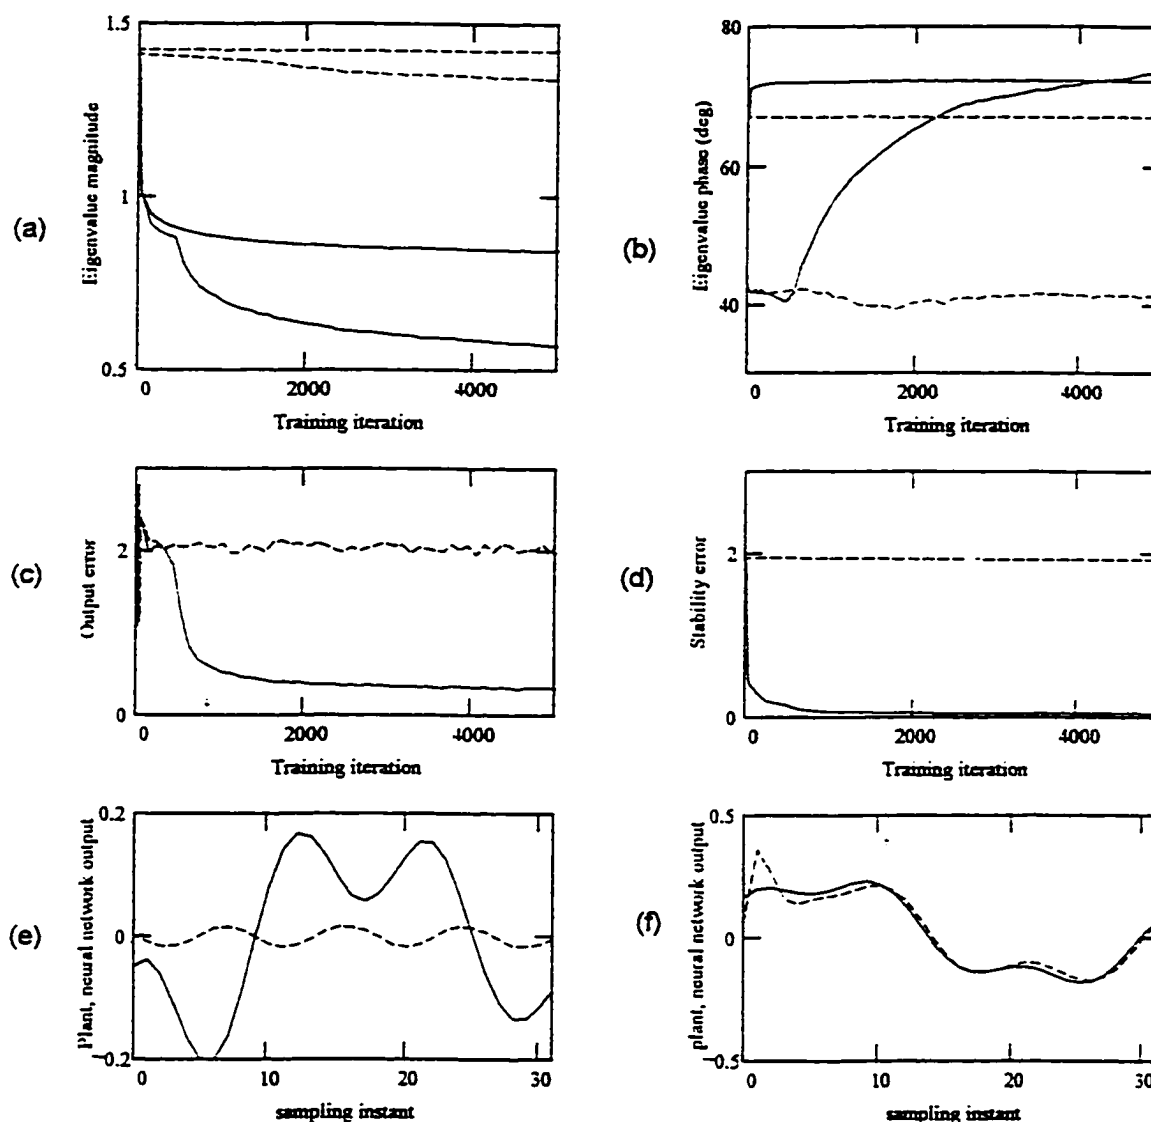 (a)
Eigenvalue magnitude
1.5
1
0.5
0 2000 4000
Training iteration
(b)
Eigenvalue phase (deg)
80
60
40
0 2000 4000
Training iteration
(c)
Output error
2
0
0 2000 4000
Training iteration
(d)
Stability error
2
0
0 2000 4000
Training iteration
(e)
Plant, neural network output
0.2
0
-0.2
0 10 20 30
sampling instant
(f)
plant, neural network output
0.5
0
-0.5
0 10 20 30
sampling instant